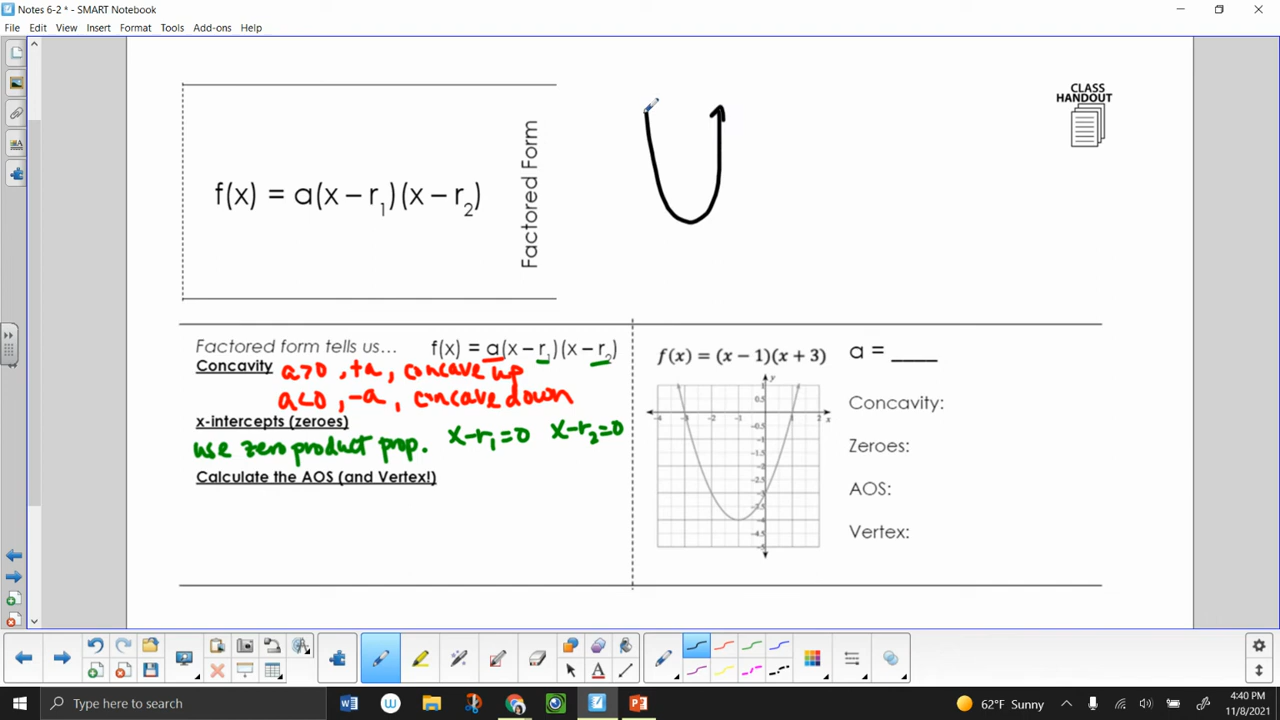 Notes 6-2 * - SMART Notebook
File Edit View Insert Format Tools Add-ons Help
CLASS
HANDOUT
f(x) = a(x – r₁)(x – r₂)
Factored Form
Factored form tells us… f(x) = a(x – r₁)(x – r₂)
Concavity a>0, +a, concave up
a<0, -a, concave down
x-intercepts (zeroes)
use zero product prop. x-r₁=0 x-r₂=0
Calculate the AOS (and Vertex!)
f(x) = (x − 1)(x + 3)
a = ____
Concavity:
Zeroes:
AOS:
Vertex:
Type here to search
62°F Sunny
4:40 PM
11/8/2021